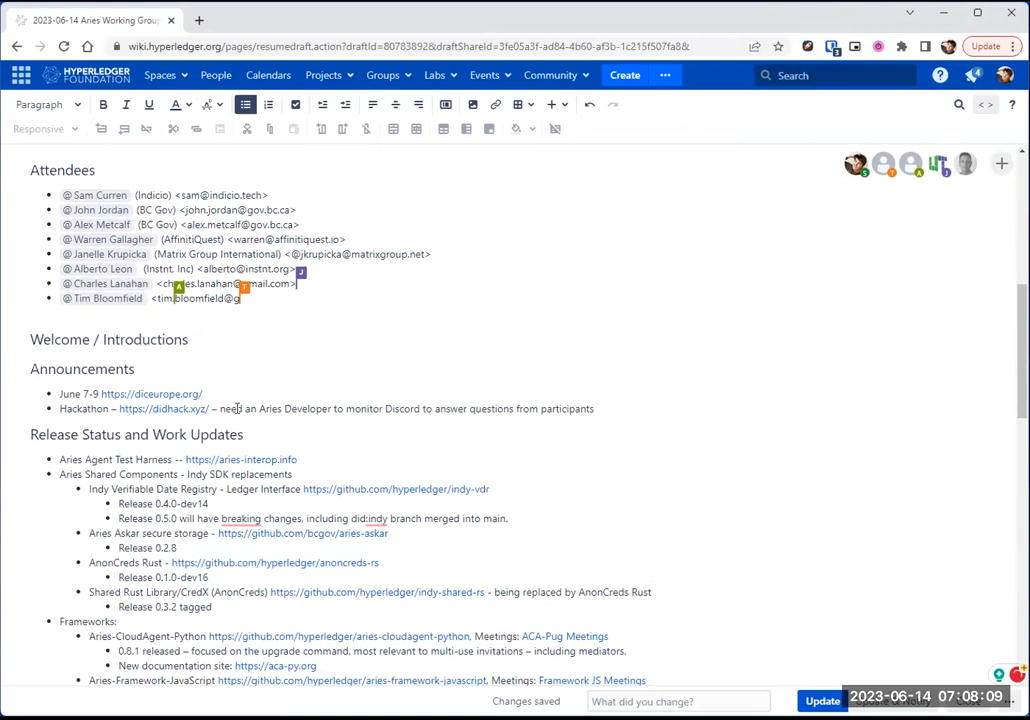 2023-06-14 Aries Working Group
wiki.hyperledger.org/pages/resumedraft.action?draftId=80783892&draftShareId=3fe05a3f-ad84-4b60-af3b-1c215f507fa8&
Update
HYPERLEDGER FOUNDATION
Spaces People Calendars Projects Groups Labs Events Community Create Search
Paragraph B I U A
Responsive
Attendees
@ Sam Curren (Indicio) <sam@indicio.tech>
@ John Jordan (BC Gov) <john.jordan@gov.bc.ca>
@ Alex Metcalf (BC Gov) <alex.metcalf@gov.bc.ca>
@ Warren Gallagher (AffinitiQuest) <warren@affinitiquest.io>
@ Janelle Krupicka (Matrix Group International) <@jkrupicka@matrixgroup.net>
@ Alberto Leon (Instnt, Inc) <alberto@instnt.org>
J
@ Charles Lanahan
A T
@ Tim Bloomfield <tim.bloomfield@g
Welcome / Introductions
Announcements
June 7-9 https://diceurope.org/
Hackathon – https://didhack.xyz/ – need an Aries Developer to monitor Discord to answer questions from participants
Release Status and Work Updates
Aries Agent Test Harness -- https://aries-interop.info
Aries Shared Components - Indy SDK replacements
Indy Verifiable Date Registry - Ledger Interface https://github.com/hyperledger/indy-vdr
Release 0.4.0-dev14
Release 0.5.0 will have breaking changes, including did:indy branch merged into main.
Aries Askar secure storage - https://github.com/bcgov/aries-askar
Release 0.2.8
AnonCreds Rust - https://github.com/hyperledger/anoncreds-rs
Release 0.1.0-dev16
Shared Rust Library/CredX (AnonCreds) https://github.com/hyperledger/indy-shared-rs - being replaced by AnonCreds Rust
Release 0.3.2 tagged
Frameworks:
Aries-CloudAgent-Python https://github.com/hyperledger/aries-cloudagent-python, Meetings: ACA-Pug Meetings
0.8.1 released – focused on the upgrade command, most relevant to multi-use invitations – including mediators.
New documentation site: https://aca-py.org
Aries-Framework-JavaScript https://github.com/hyperledger/aries-framework-javascript, Meetings: Framework JS Meetings
Changes saved What did you change? Update
2023-06-14 07:08:09